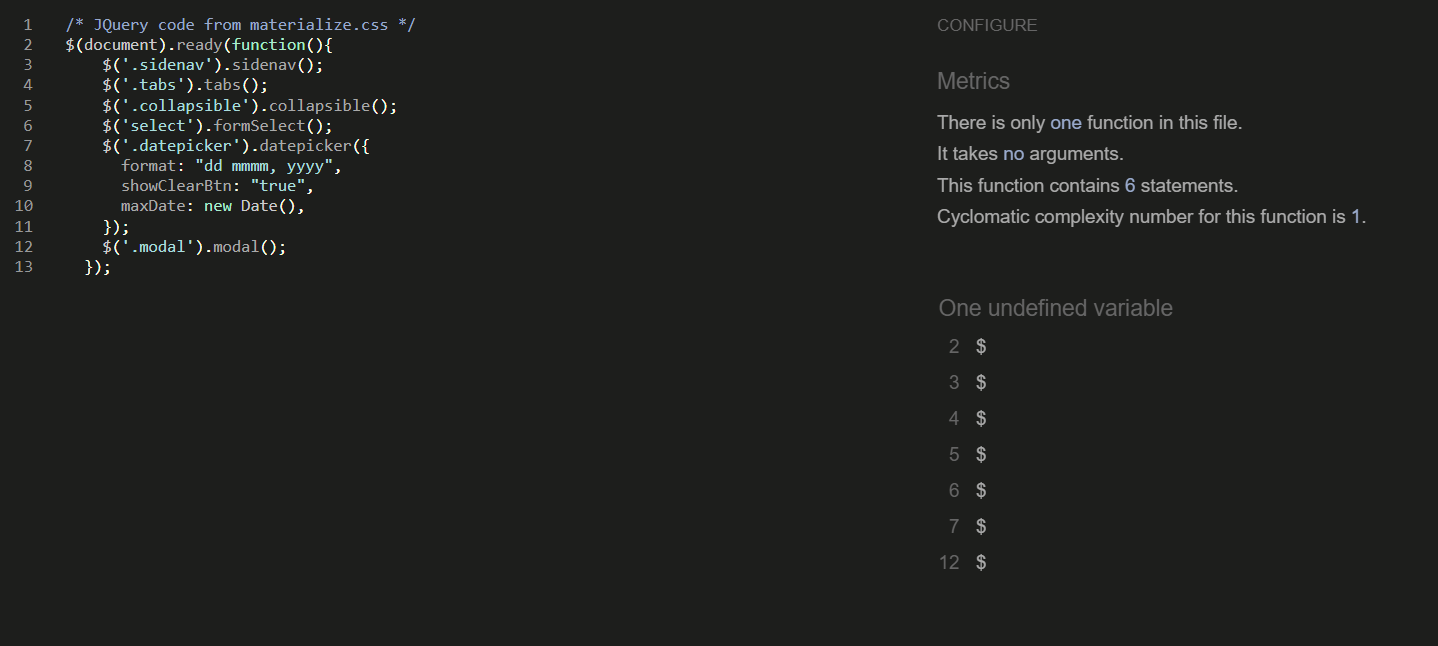 1 /* JQuery code from materialize.css */
2 $(document).ready(function(){
3 $('.sidenav').sidenav();
4 $('.tabs').tabs();
5 $('.collapsible').collapsible();
6 $('select').formSelect();
7 $('.datepicker').datepicker({
8 format: "dd mmmm, yyyy",
9 showClearBtn: "true",
10 maxDate: new Date(),
11 });
12 $('.modal').modal();
13 });
CONFIGURE
Metrics
There is only one function in this file.
It takes no arguments.
This function contains 6 statements.
Cyclomatic complexity number for this function is 1.
One undefined variable
2 $
3 $
4 $
5 $
6 $
7 $
12 $